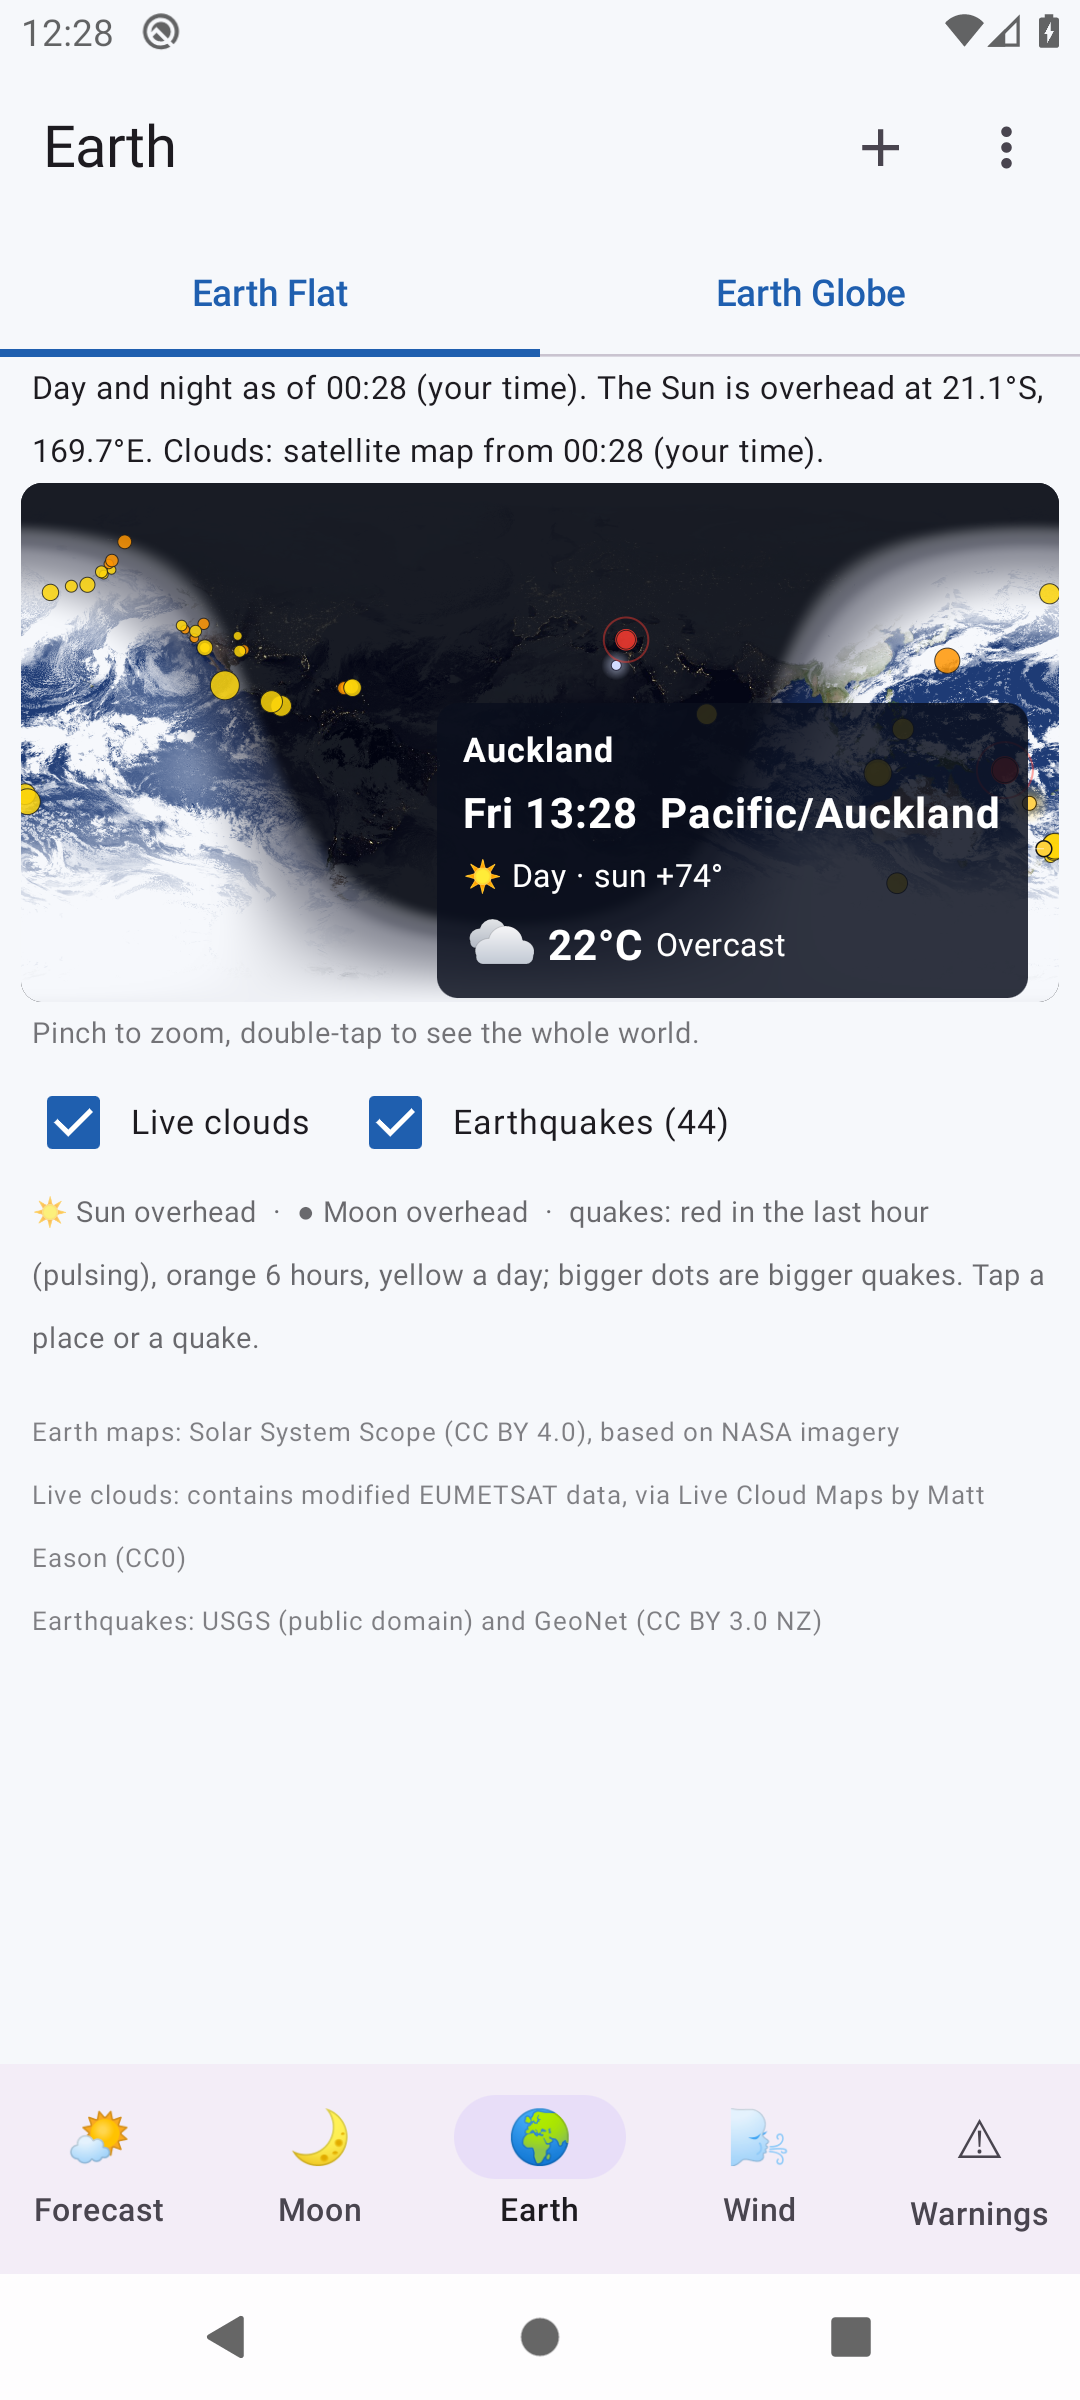 12:28
Earth
Earth Flat
Earth Globe
Day and night as of 00:28 (your time). The Sun is overhead at 21.1°S,
169.7°E. Clouds: satellite map from 00:28 (your time).
Auckland
Fri 13:28 Pacific/Auckland
Day · sun +74°
22°C Overcast
Pinch to zoom, double-tap to see the whole world.
Live clouds
Earthquakes (44)
Sun overhead · ● Moon overhead · quakes: red in the last hour
(pulsing), orange 6 hours, yellow a day; bigger dots are bigger quakes. Tap a
place or a quake.
Earth maps: Solar System Scope (CC BY 4.0), based on NASA imagery
Live clouds: contains modified EUMETSAT data, via Live Cloud Maps by Matt
Eason (CC0)
Earthquakes: USGS (public domain) and GeoNet (CC BY 3.0 NZ)
Forecast
Moon
Earth
Wind
Warnings